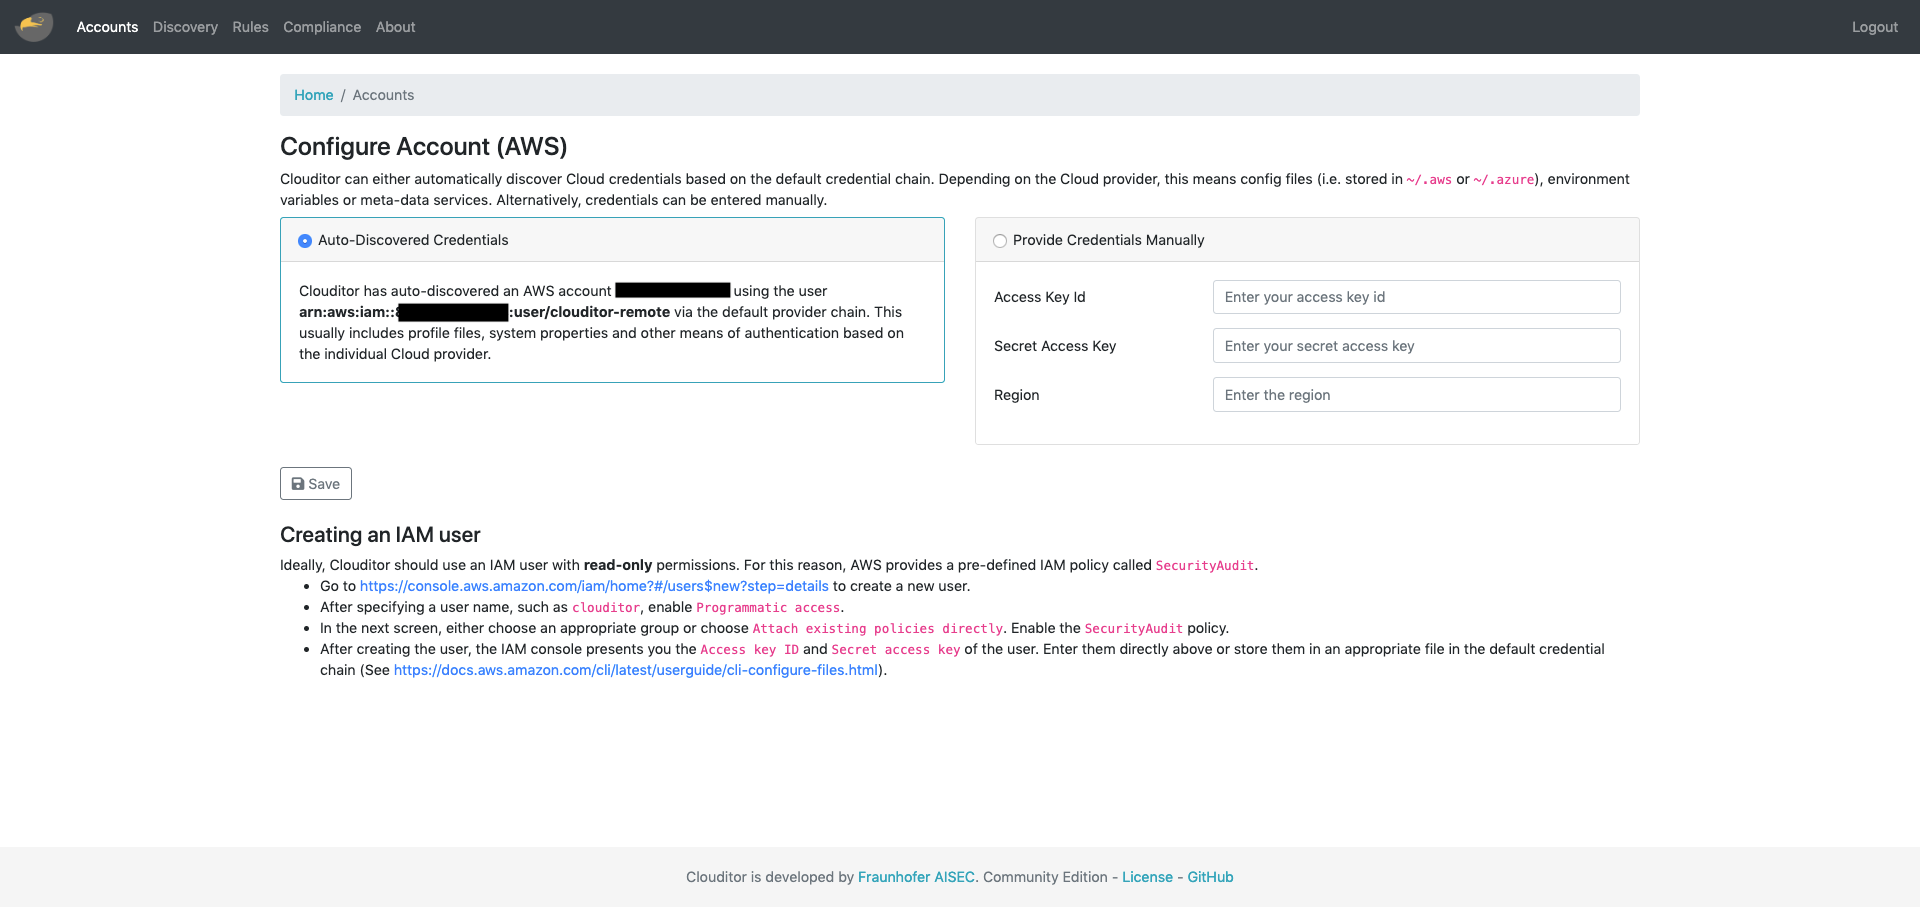 Accounts Discovery Rules Compliance About Logout
Home / Accounts
Configure Account (AWS)
Clouditor can either automatically discover Cloud credentials based on the default credential chain. Depending on the Cloud provider, this means config files (i.e. stored in ~/.aws or ~/.azure), environment
variables or meta-data services. Alternatively, credentials can be entered manually.
Auto-Discovered Credentials
Clouditor has auto-discovered an AWS account using the user
arn:aws:iam:: :user/clouditor-remote via the default provider chain. This
usually includes profile files, system properties and other means of authentication based on
the individual Cloud provider.
Provide Credentials Manually
Access Key Id Enter your access key id
Secret Access Key Enter your secret access key
Region Enter the region
Save
Creating an IAM user
Ideally, Clouditor should use an IAM user with read-only permissions. For this reason, AWS provides a pre-defined IAM policy called SecurityAudit.
• Go to https://console.aws.amazon.com/iam/home?#/users$new?step=details to create a new user.
• After specifying a user name, such as clouditor, enable Programmatic access.
• In the next screen, either choose an appropriate group or choose Attach existing policies directly. Enable the SecurityAudit policy.
• After creating the user, the IAM console presents you the Access key ID and Secret access key of the user. Enter them directly above or store them in an appropriate file in the default credential
chain (See https://docs.aws.amazon.com/cli/latest/userguide/cli-configure-files.html).
Clouditor is developed by Fraunhofer AISEC. Community Edition - License - GitHub